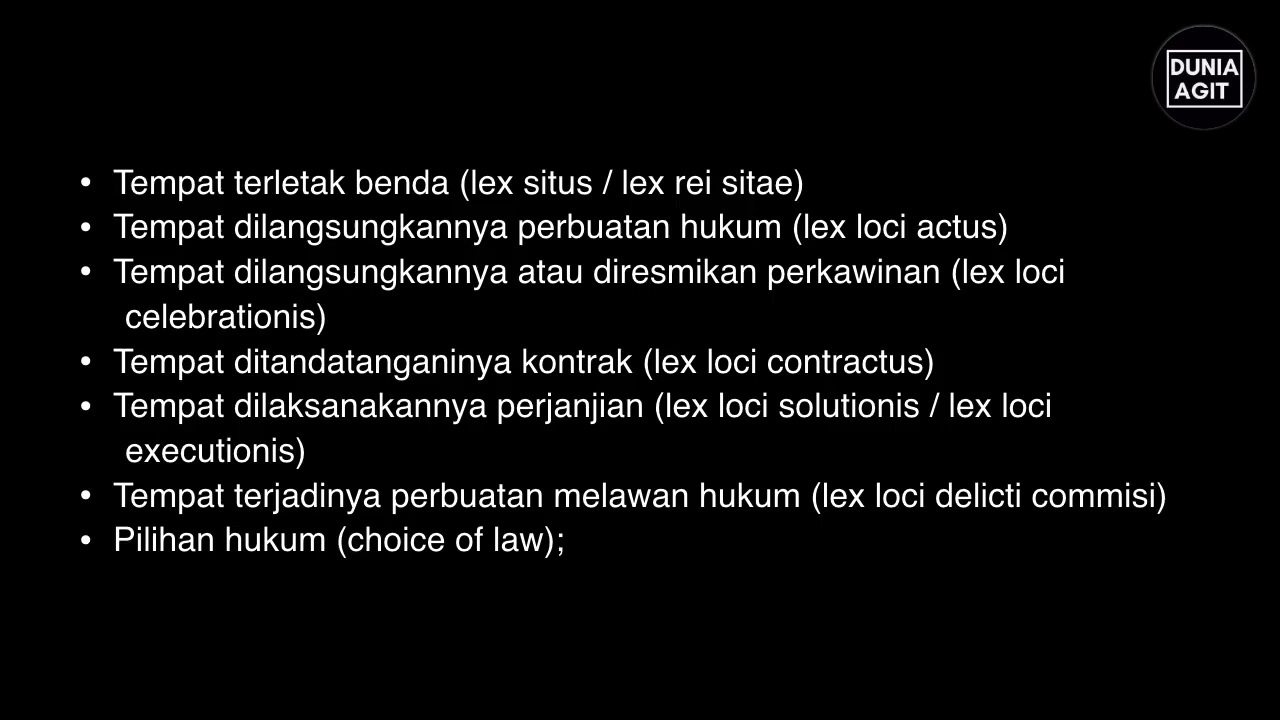 DUNIA
AGIT
• Tempat terletak benda (lex situs / lex rei sitae)
• Tempat dilangsungkannya perbuatan hukum (lex loci actus)
• Tempat dilangsungkannya atau diresmikan perkawinan (lex loci
celebrationis)
• Tempat ditandatanganinya kontrak (lex loci contractus)
• Tempat dilaksanakannya perjanjian (lex loci solutionis / lex loci
executionis)
• Tempat terjadinya perbuatan melawan hukum (lex loci delicti commisi)
• Pilihan hukum (choice of law);